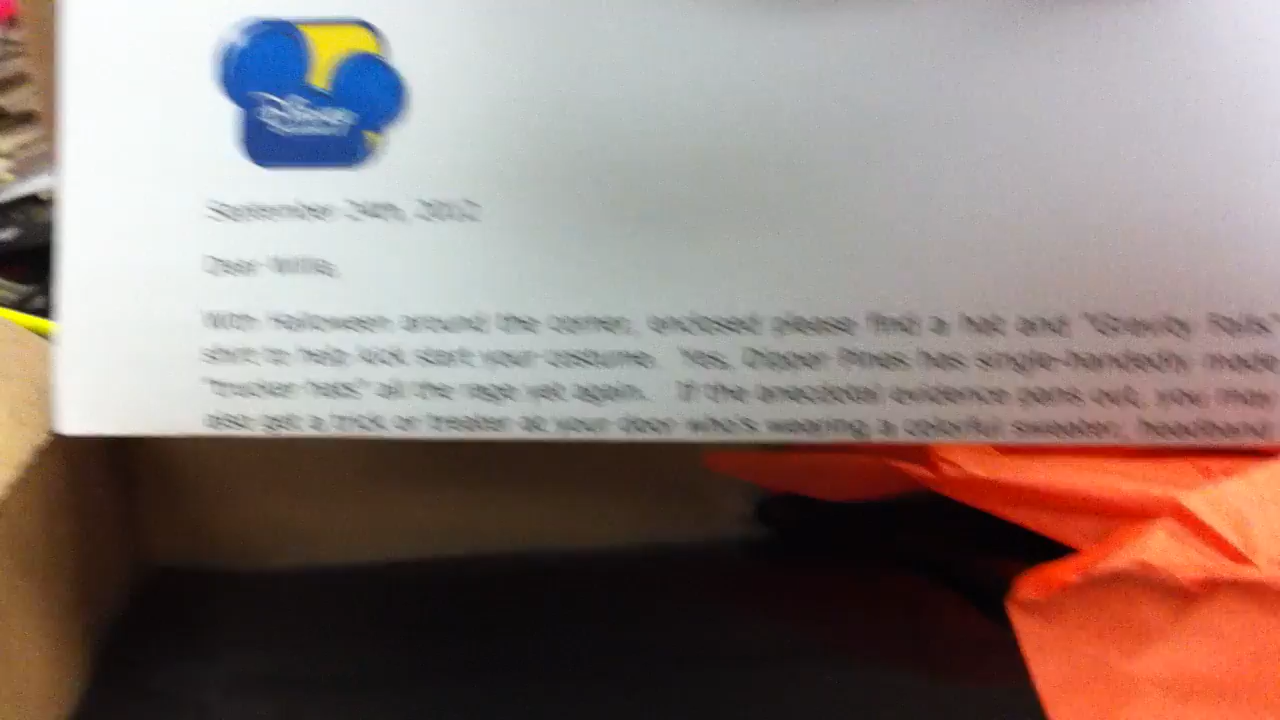 Disney
September 24th, 2012
Dear Willie,
With Halloween around the corner, enclosed please find a hat and "Gravity Falls"
shirt to help kick start your costume. Yes, Dipper Pines has single-handedly made
"trucker hats" all the rage yet again. If the anecdotal evidence pans out, you may
also get a trick or treater at your door who's wearing a colorful sweater, headband